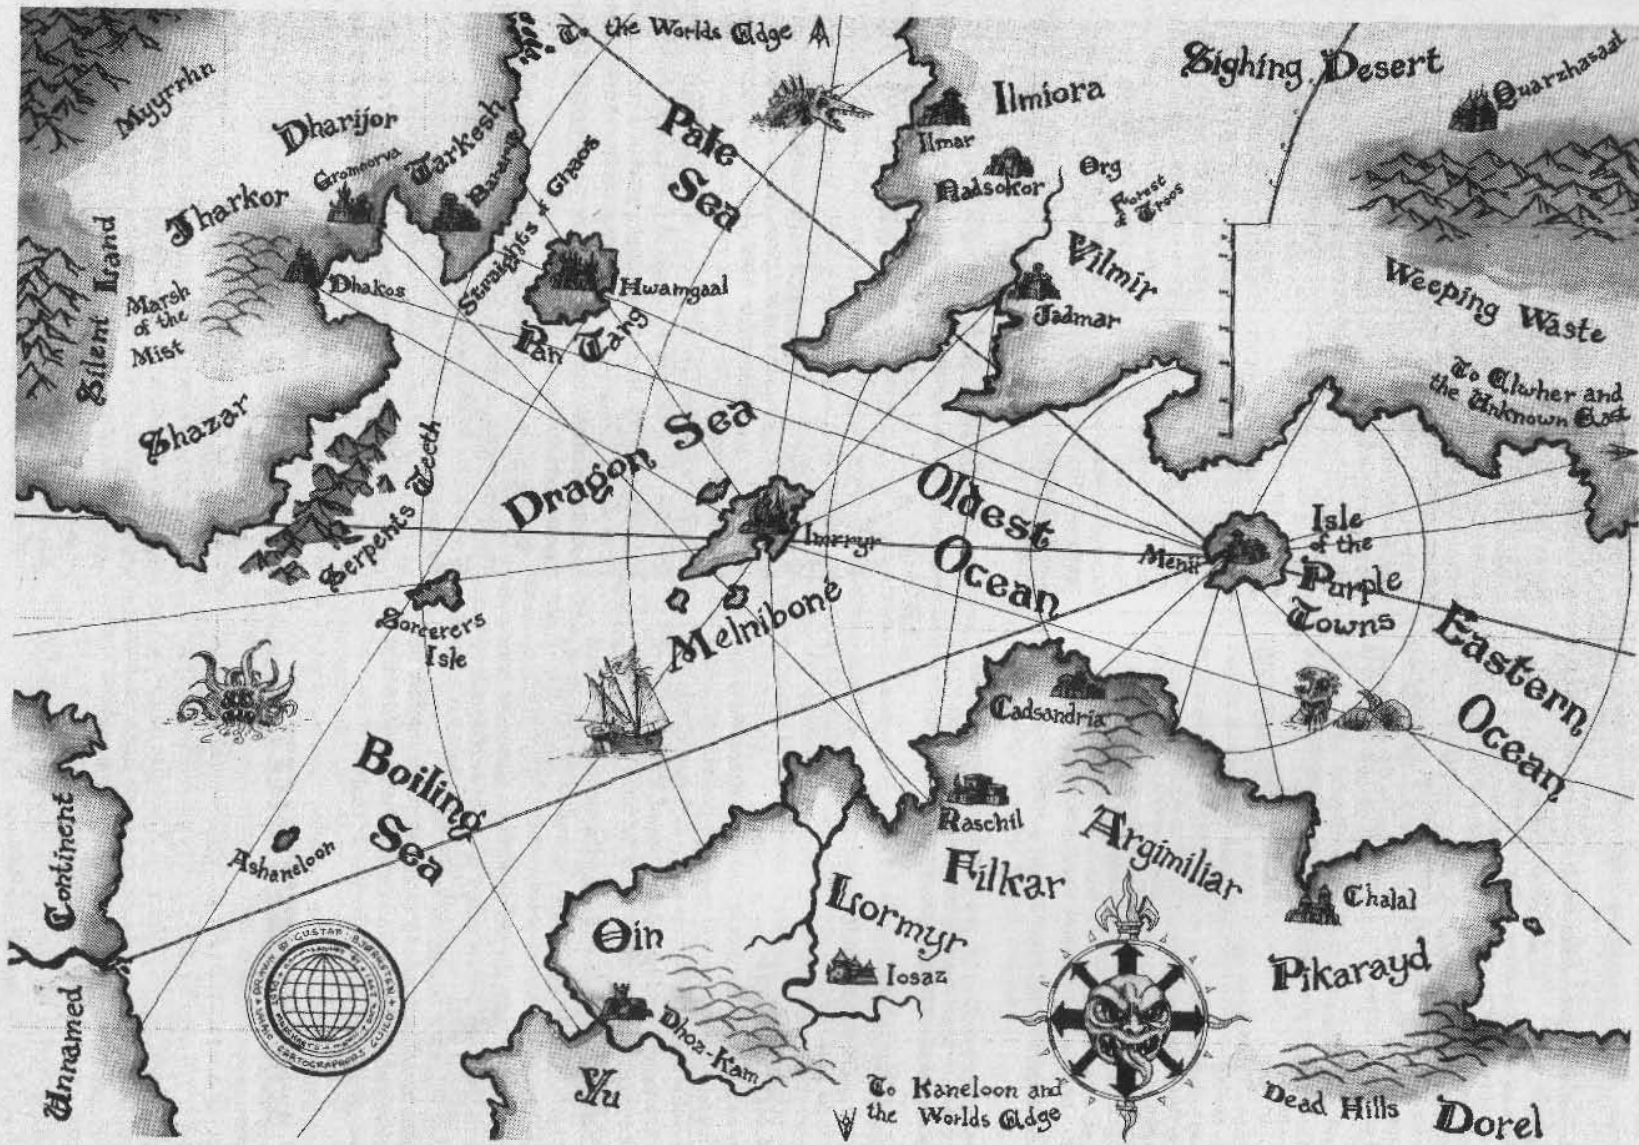 To the Worlds Edge
Sighing Desert
Quarzhasaal
Myyrrhn
Dharijor
Tarkesh
Pale
Sea
Ilmiora
Ilmar
Gromoorva
Straights of Chaos
Nadsokor
Org
Forest
of Troos
Jharkor
Silent Land
Marsh
of the
Mist
Dhakos
Hwamgaal
Pan Tang
Vilmir
Jadmar
Weeping Waste
To Elwher and
the Unknown East
Shazar
Serpents Teeth
Dragon Sea
Imrryr
Oldest
Ocean
Menii
Isle
of the
Purple
Towns
Sorcerers
Isle
Melniboné
Eastern
Ocean
Cadsandria
Boiling
Sea
Unnamed Continent
Ashaneloon
Raschil
Filkar
Argimiliar
Lormyr
Iosaz
Oin
Dhoz-Kam
Yu
Chalal
Pikarayd
To Kaneloon and
the Worlds Edge
Dead Hills
Dorel